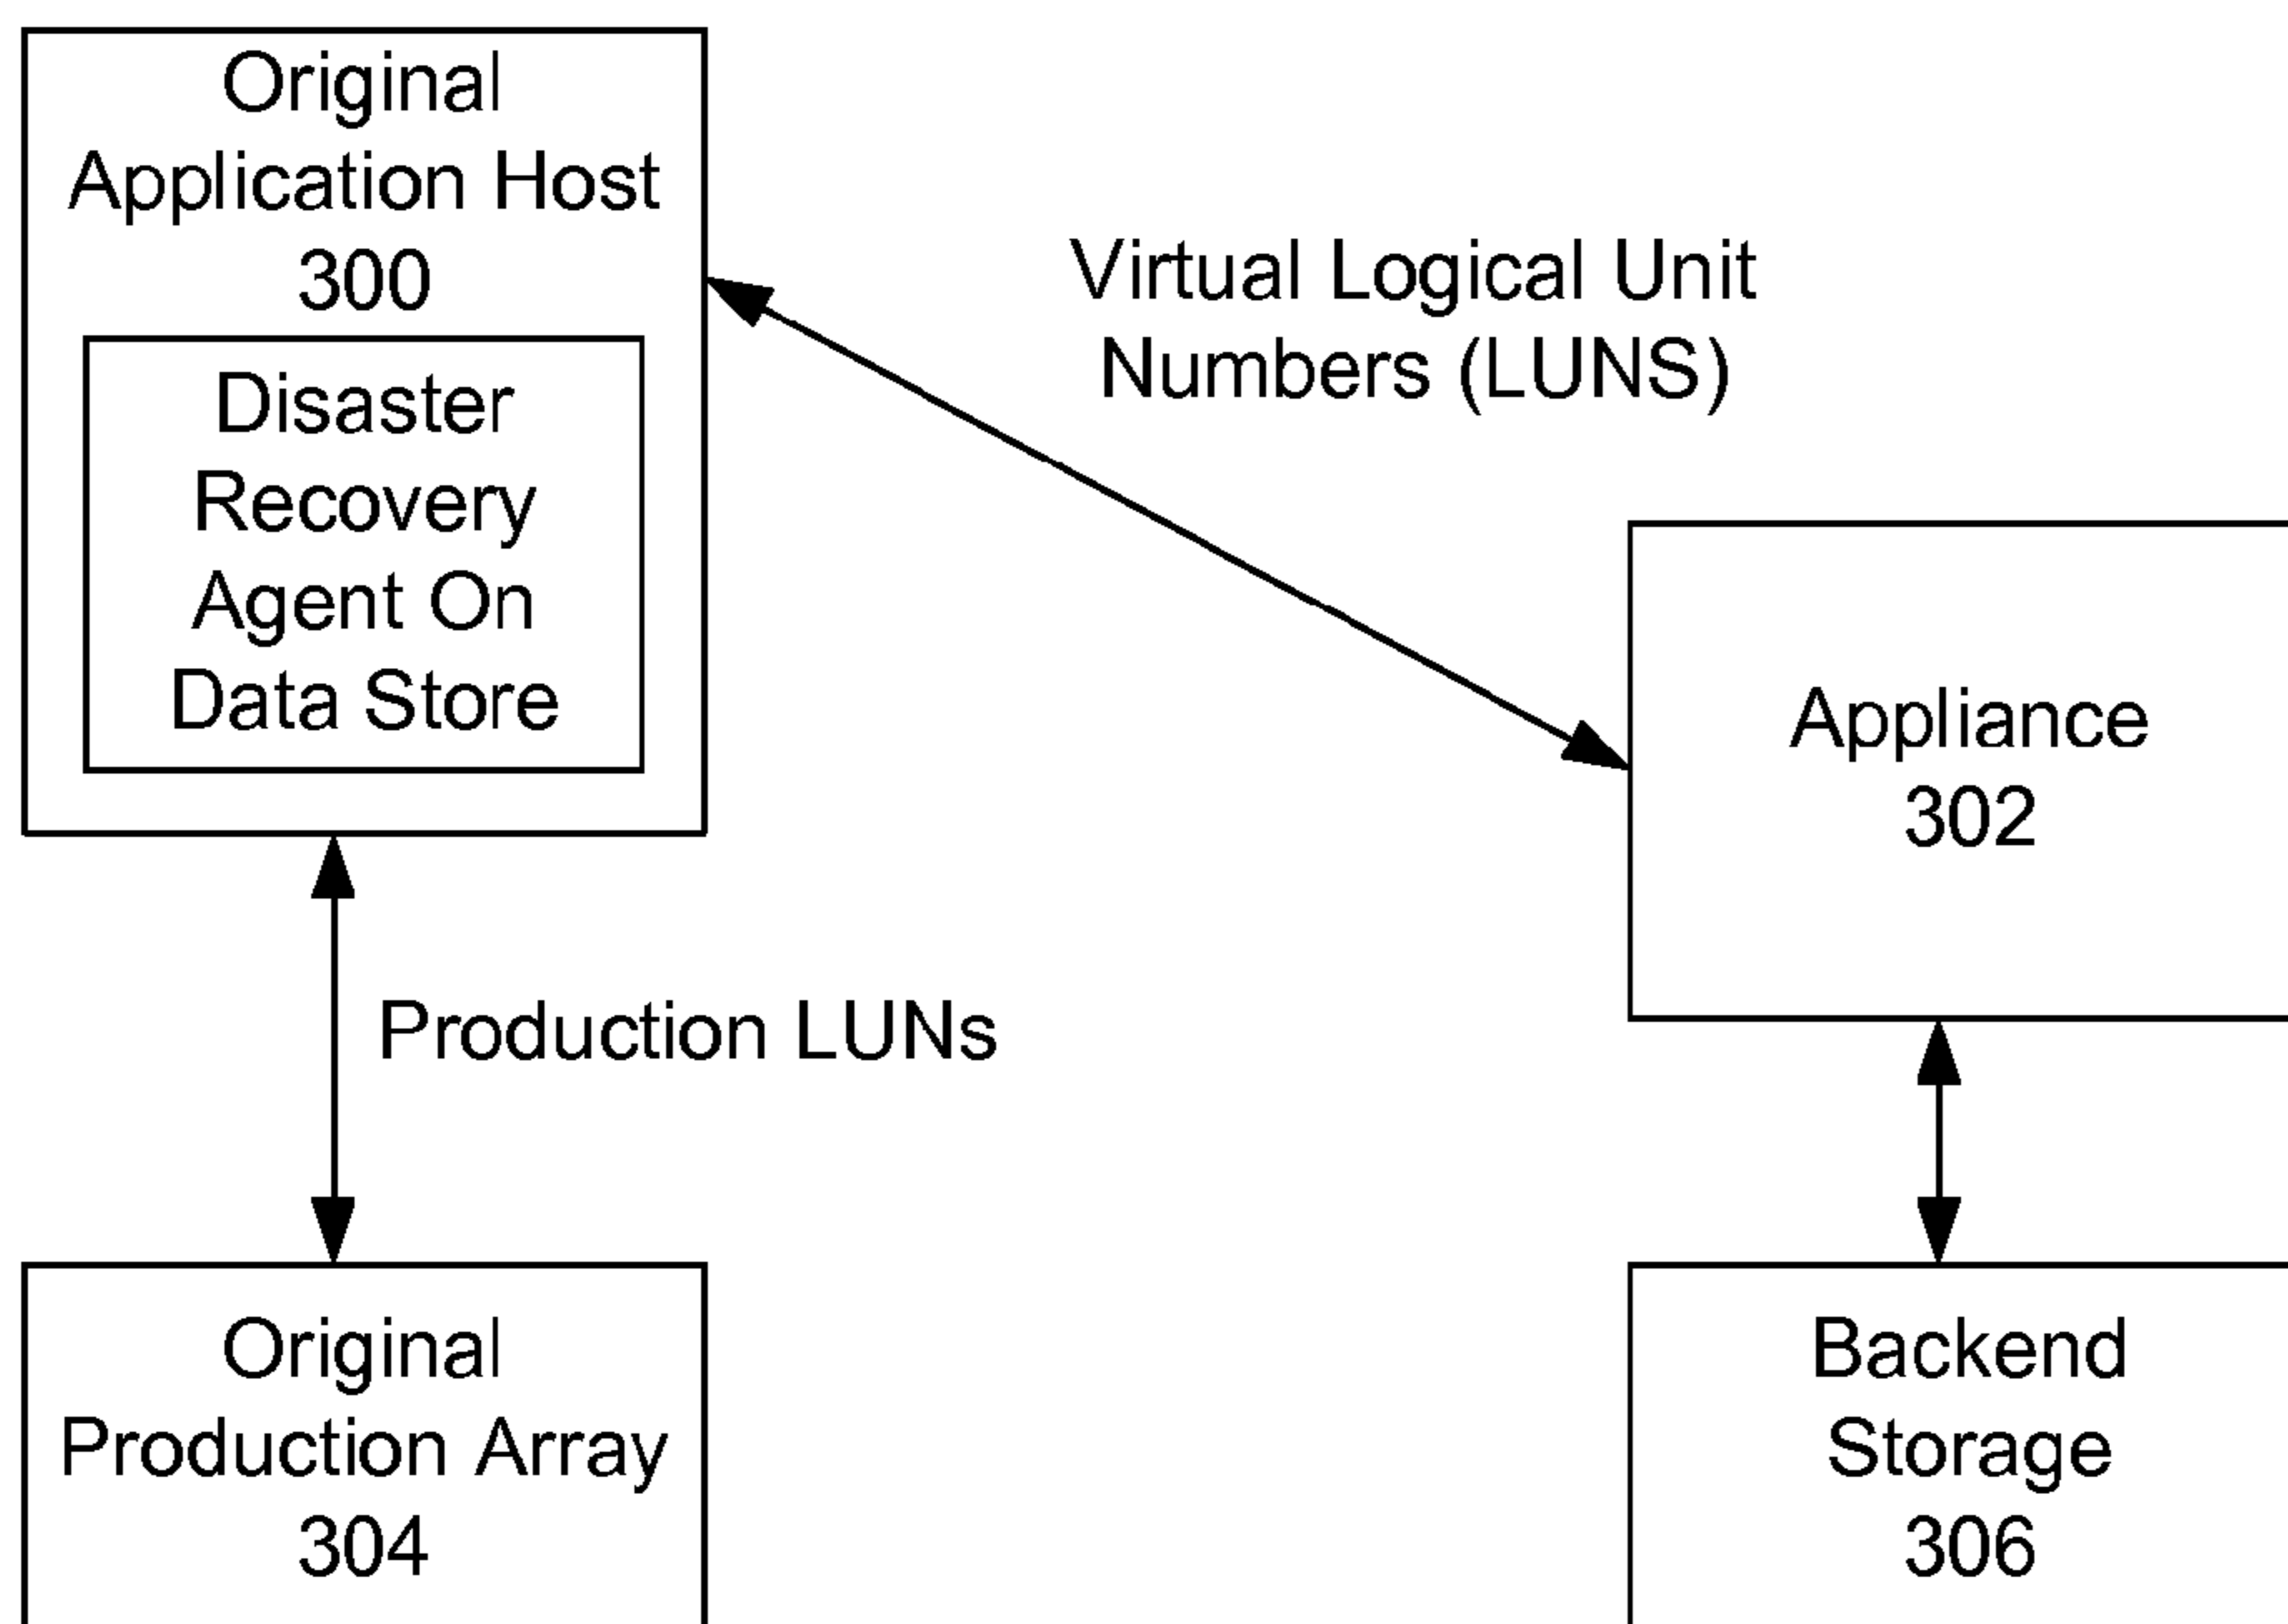 Original
Application Host
300
Disaster
Recovery
Agent On
Data Store
Virtual Logical Unit
Numbers (LUNS)
Appliance
302
Production LUNs
Original
Production Array
304
Backend
Storage
306